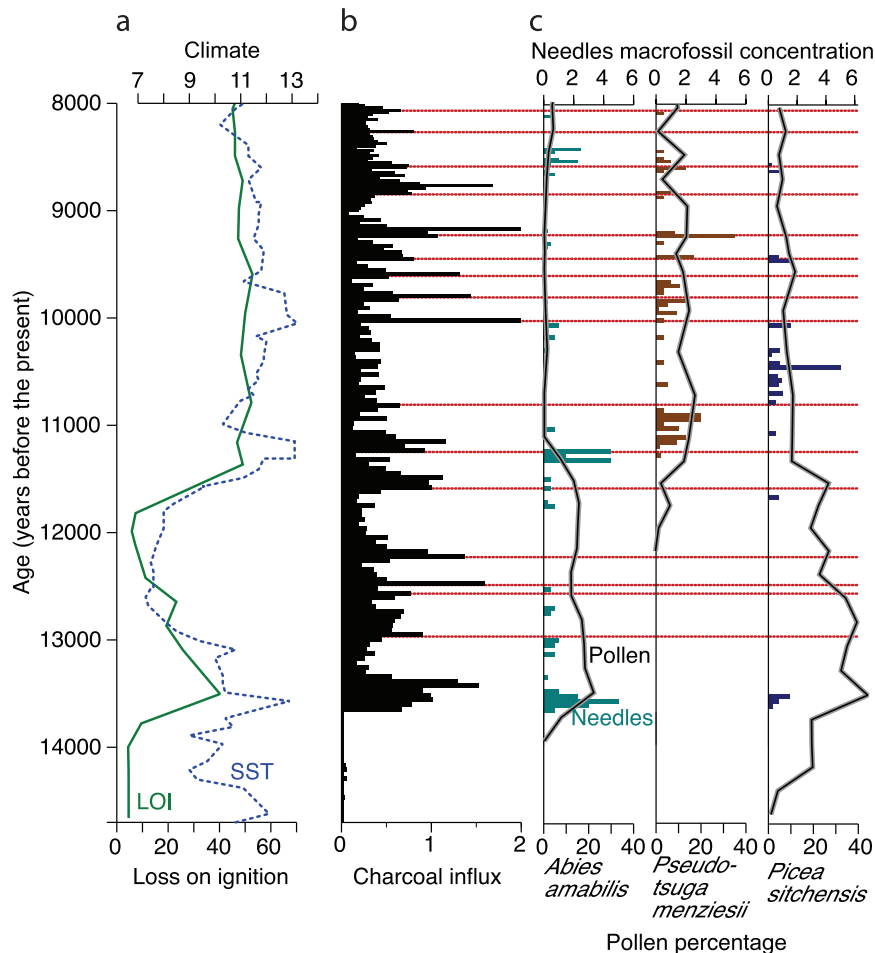 a
b
c
Climate
Needles macrofossil concentration
7 9 11 13
0 2 4 6
0 2 4 6
0 2 4 6
8000
9000
10000
11000
12000
13000
14000
Age (years before the present)
Pollen
Needles
SST
LOI
0 20 40 60
0 1 2
0 20 40
0 20 40
0 20 40
Loss on ignition
Charcoal influx
Abies
amabilis
Pseudo-
tsuga
menziesii
Picea
sitchensis
Pollen percentage